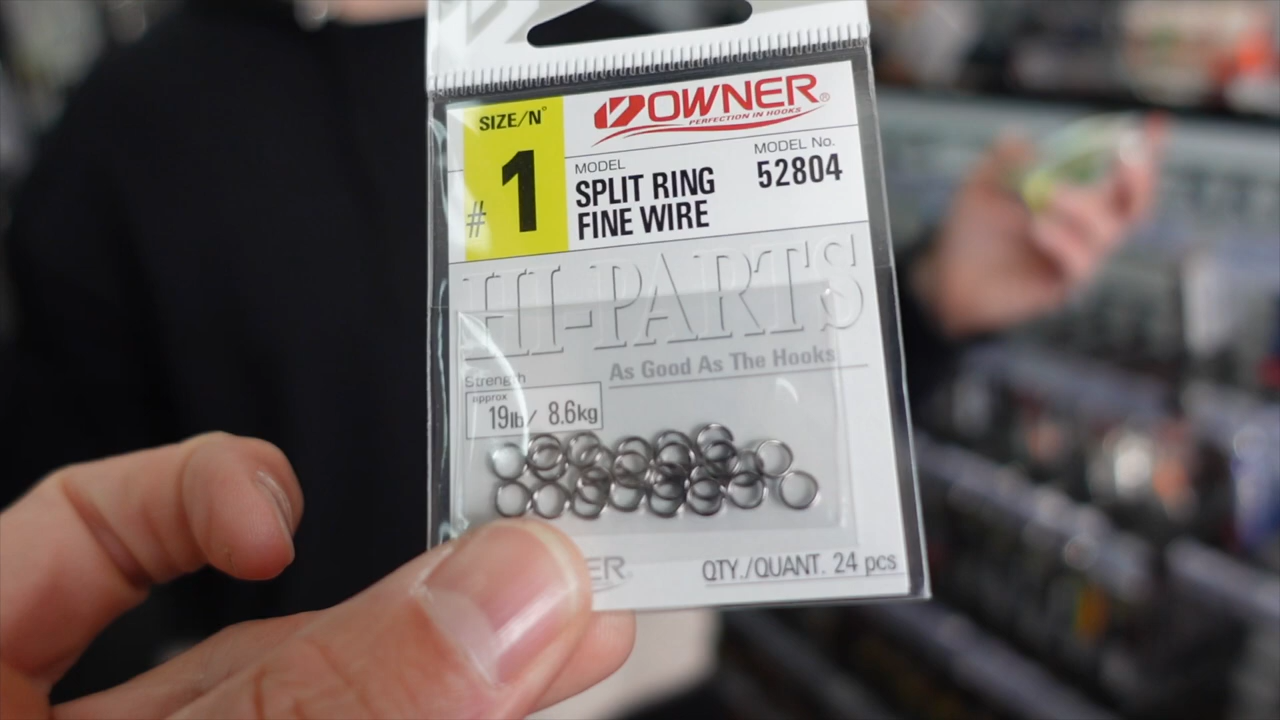 SIZE/N°
#1
OWNER®
PERFECTION IN HOOKS
MODEL
SPLIT RING
FINE WIRE
MODEL No.
52804
HI-PARTS
As Good As The Hooks
Strength
approx
19lb/ 8.6kg
ER®
QTY./QUANT. 24 pcs